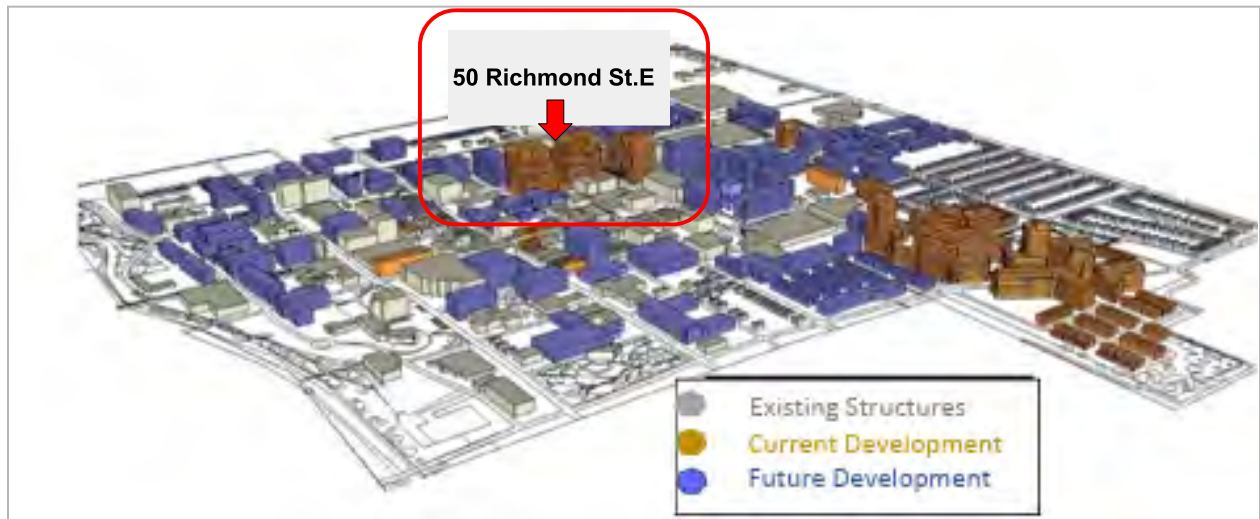 50 Richmond St.E
Existing Structures
Current Development
Future Development